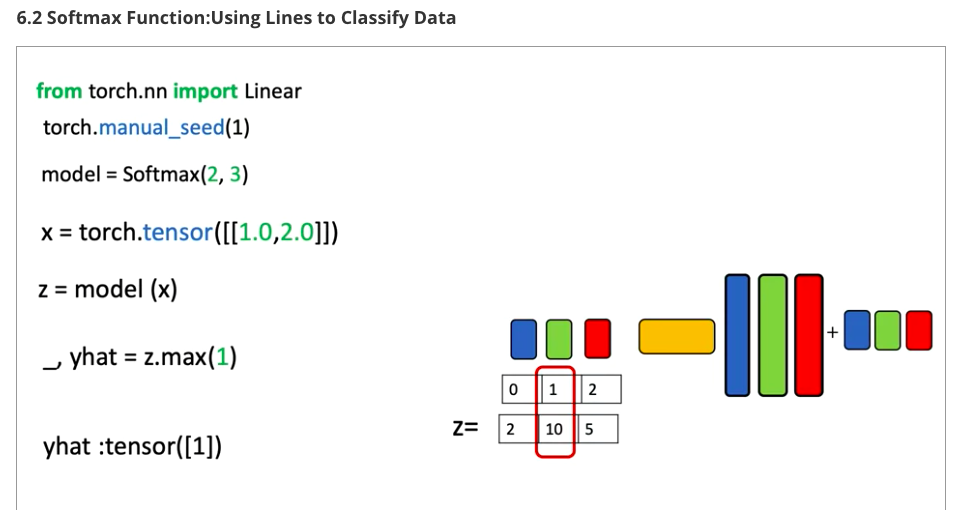 6.2 Softmax Function:Using Lines to Classify Data
from torch.nn import Linear
torch.manual_seed(1)
model = Softmax(2, 3)
x = torch.tensor([[1.0,2.0]])
z = model (x)
_, yhat = z.max(1)
yhat :tensor([1])
+
0 1 2
z= 2 10 5